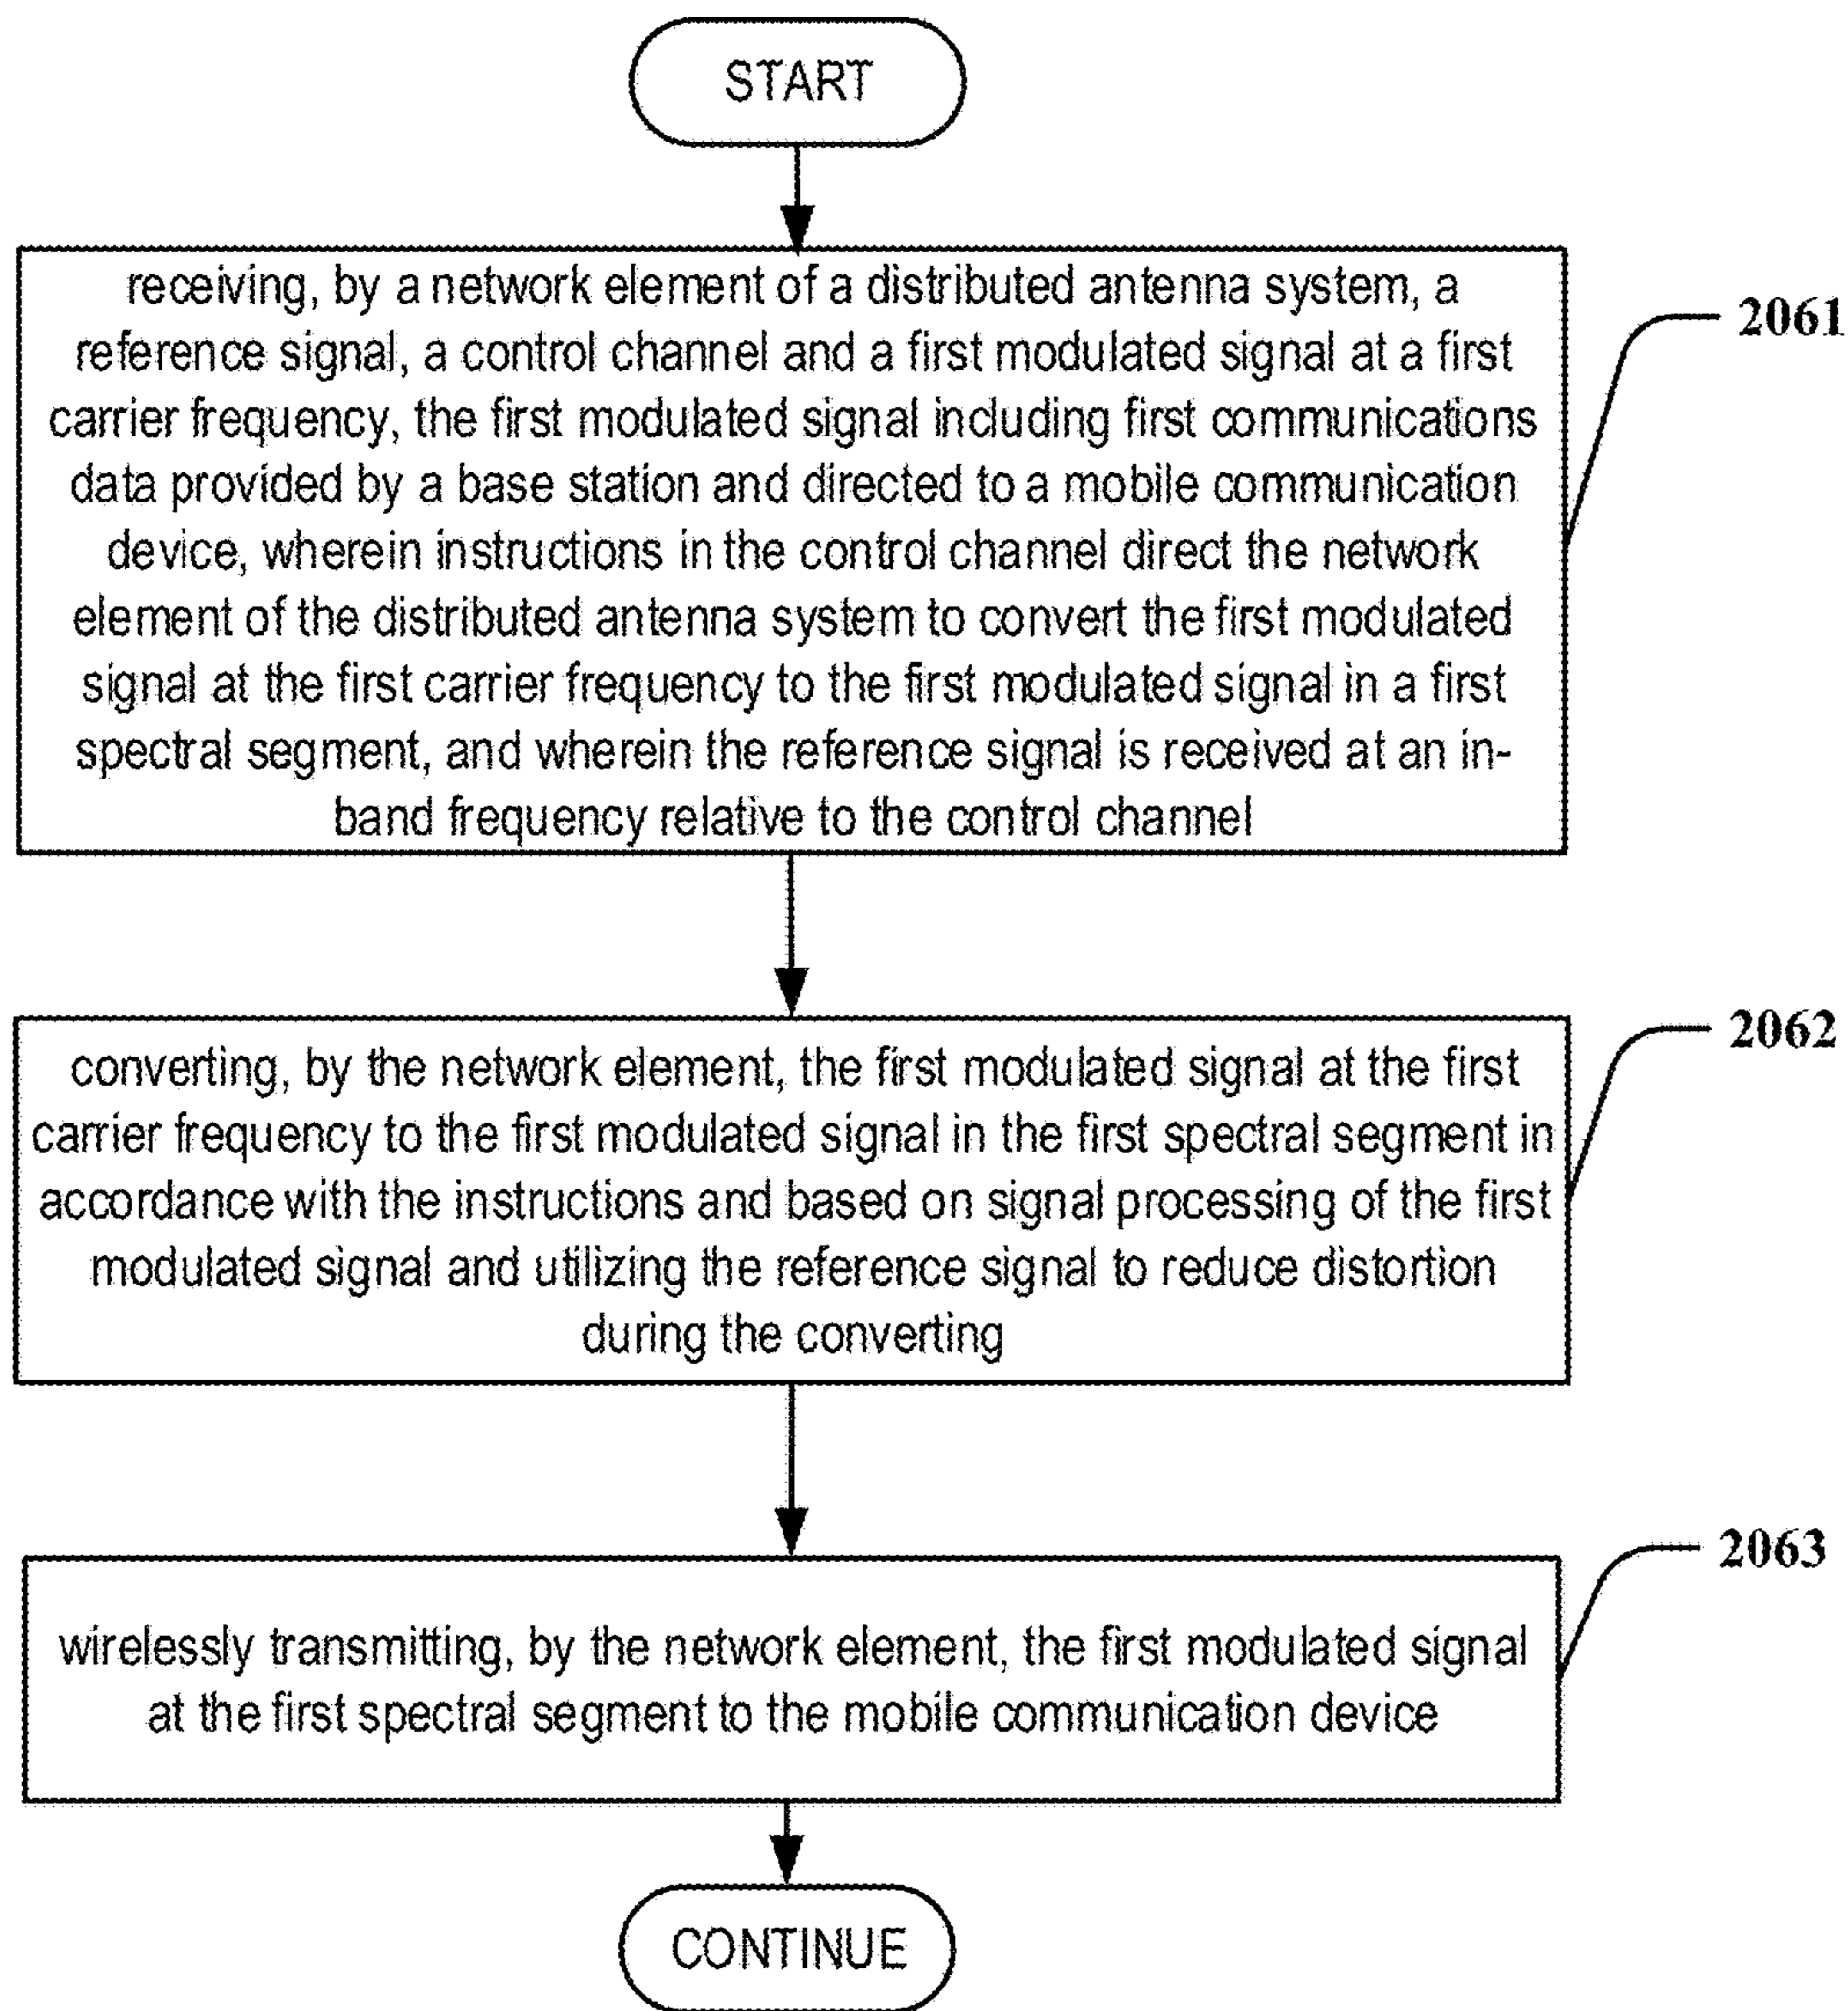 START
receiving, by a network element of a distributed antenna system, a
reference signal, a control channel and a first modulated signal at a first
carrier frequency, the first modulated signal including first communications
data provided by a base station and directed to a mobile communication
device, wherein instructions in the control channel direct the network
element of the distributed antenna system to convert the first modulated
signal at the first carrier frequency to the first modulated signal in a first
spectral segment, and wherein the reference signal is received at an in-
band frequency relative to the control channel
2061
converting, by the network element, the first modulated signal at the first
carrier frequency to the first modulated signal in the first spectral segment in
accordance with the instructions and based on signal processing of the first
modulated signal and utilizing the reference signal to reduce distortion
during the converting
2062
wirelessly transmitting, by the network element, the first modulated signal
at the first spectral segment to the mobile communication device
2063
CONTINUE